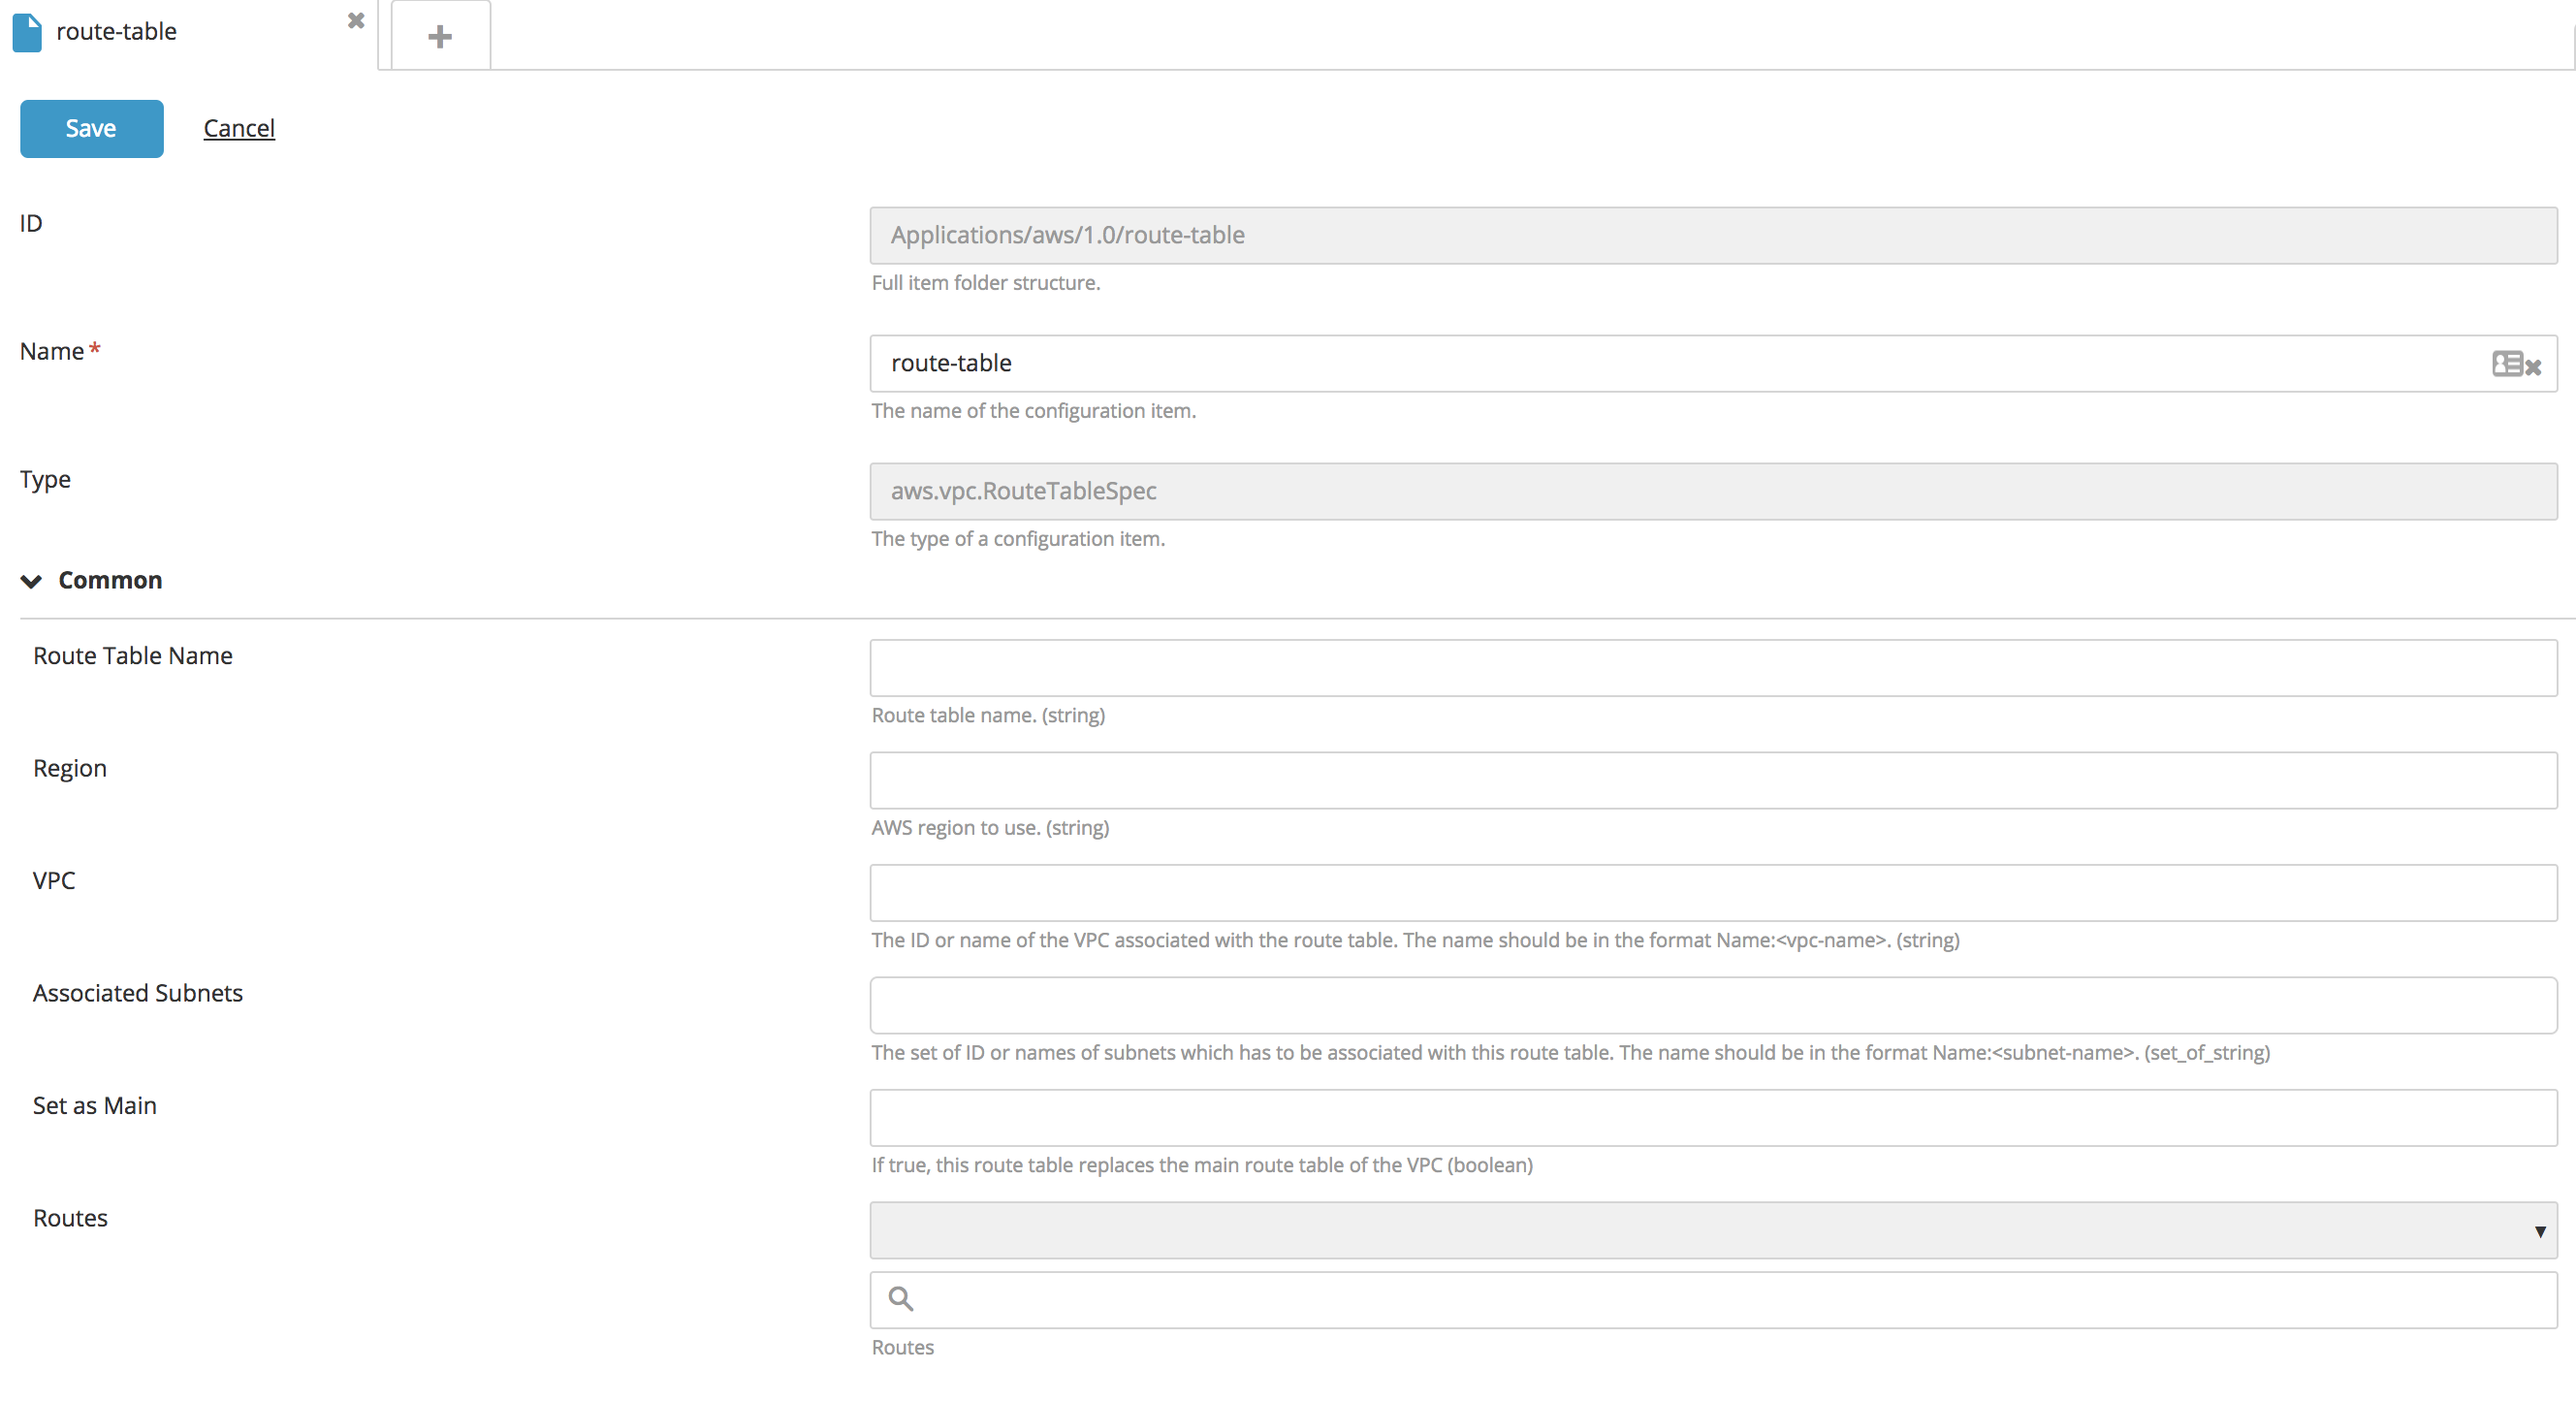 route-table
Save Cancel
ID
Applications/aws/1.0/route-table
Full item folder structure.
Name *
route-table
The name of the configuration item.
Type
aws.vpc.RouteTableSpec
The type of a configuration item.
Common
Route Table Name
Route table name. (string)
Region
AWS region to use. (string)
VPC
The ID or name of the VPC associated with the route table. The name should be in the format Name:<vpc-name>. (string)
Associated Subnets
The set of ID or names of subnets which has to be associated with this route table. The name should be in the format Name:<subnet-name>. (set_of_string)
Set as Main
If true, this route table replaces the main route table of the VPC (boolean)
Routes
Routes